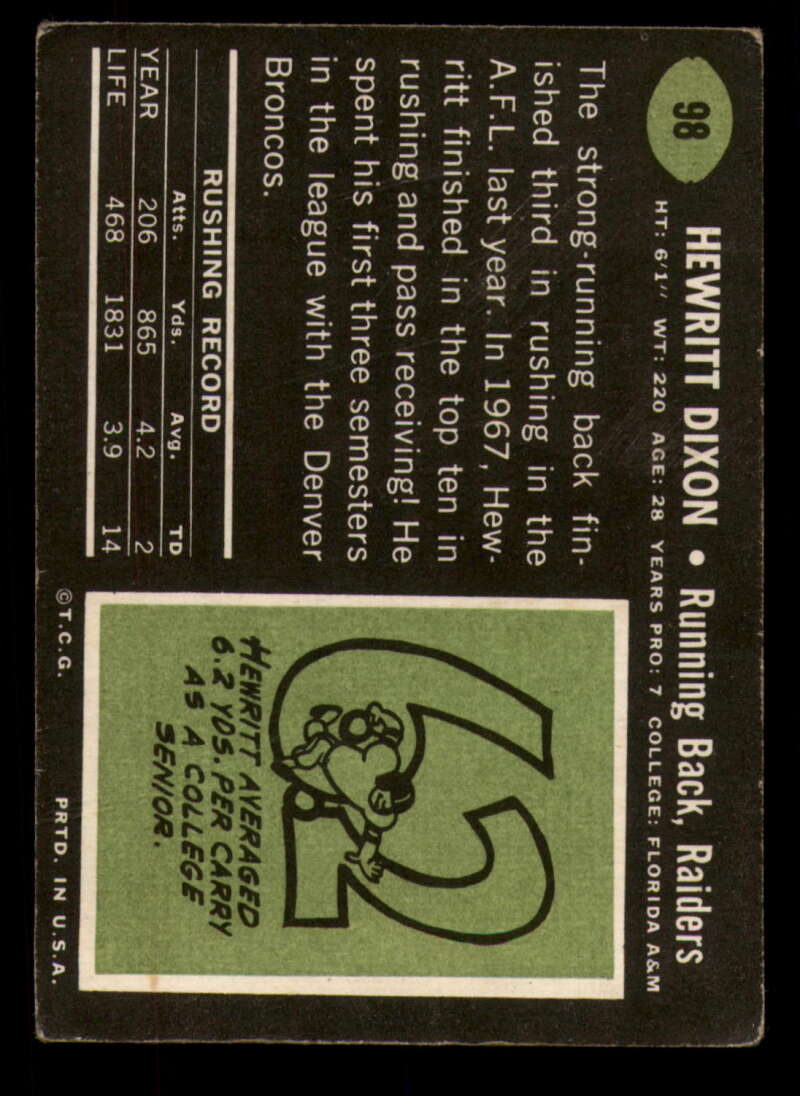 98
HEWRITT DIXON • Running Back, Raiders
HT: 6'1" WT: 220 AGE: 28 YEARS PRO: 7 COLLEGE: FLORIDA A&M
The strong-running back fin-
ished third in rushing in the
A.F.L. last year. In 1967, Hew-
ritt finished in the top ten in
rushing and pass receiving! He
spent his first three semesters
in the league with the Denver
Broncos.
RUSHING RECORD
Atts. Yds. Avg. TD
YEAR 206 865 4.2 2
LIFE 468 1831 3.9 14
6.2
HEWRITT AVERAGED
6.2 YDS. PER CARRY
AS A COLLEGE
SENIOR.
©T.C.G. PRTD. IN U.S.A.